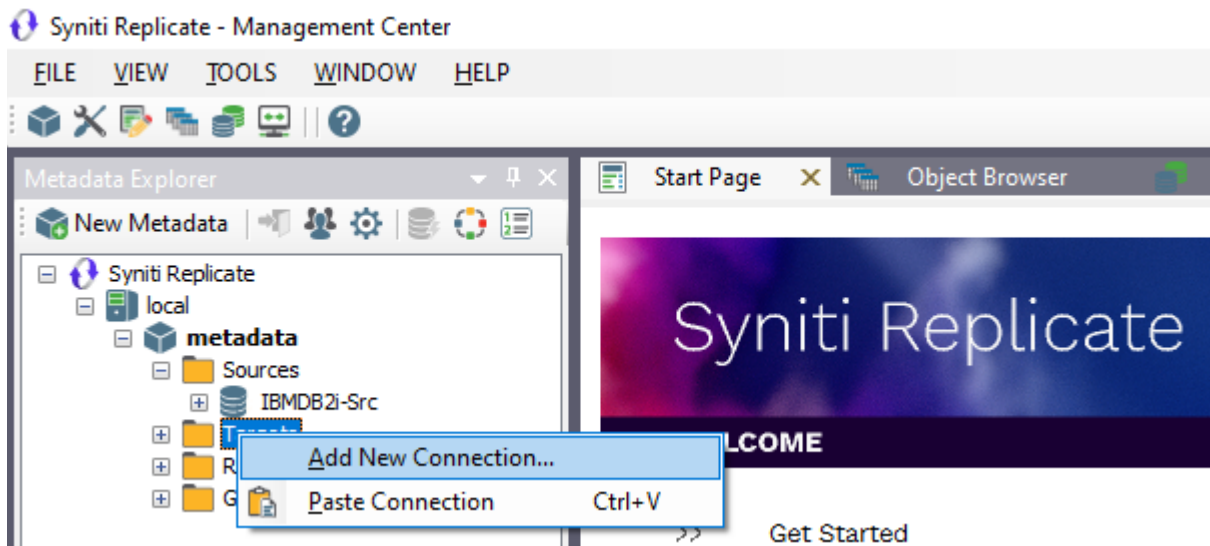 Syniti Replicate - Management Center
FILE VIEW TOOLS WINDOW HELP
Metadata Explorer
Start Page
Object Browser
New Metadata
Syniti Replicate
local
metadata
Sources
IBMDB2i-Src
R
G
Add New Connection...
Paste Connection Ctrl+V
Syniti Replicate
LCOME
>> Get Started